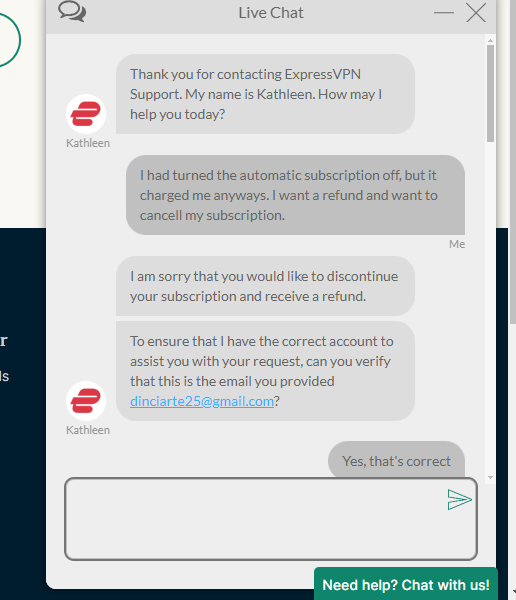 Live Chat
Thank you for contacting ExpressVPN
Support. My name is Kathleen. How may I
help you today?
Kathleen
I had turned the automatic subscription off, but it
charged me anyways. I want a refund and want to
cancell my subscription.
Me
I am sorry that you would like to discontinue
your subscription and receive a refund.
r
ls
To ensure that I have the correct account to
assist you with your request, can you verify
that this is the email you provided
dinciarte25@gmail.com?
Kathleen
Yes, that's correct
Need help? Chat with us!